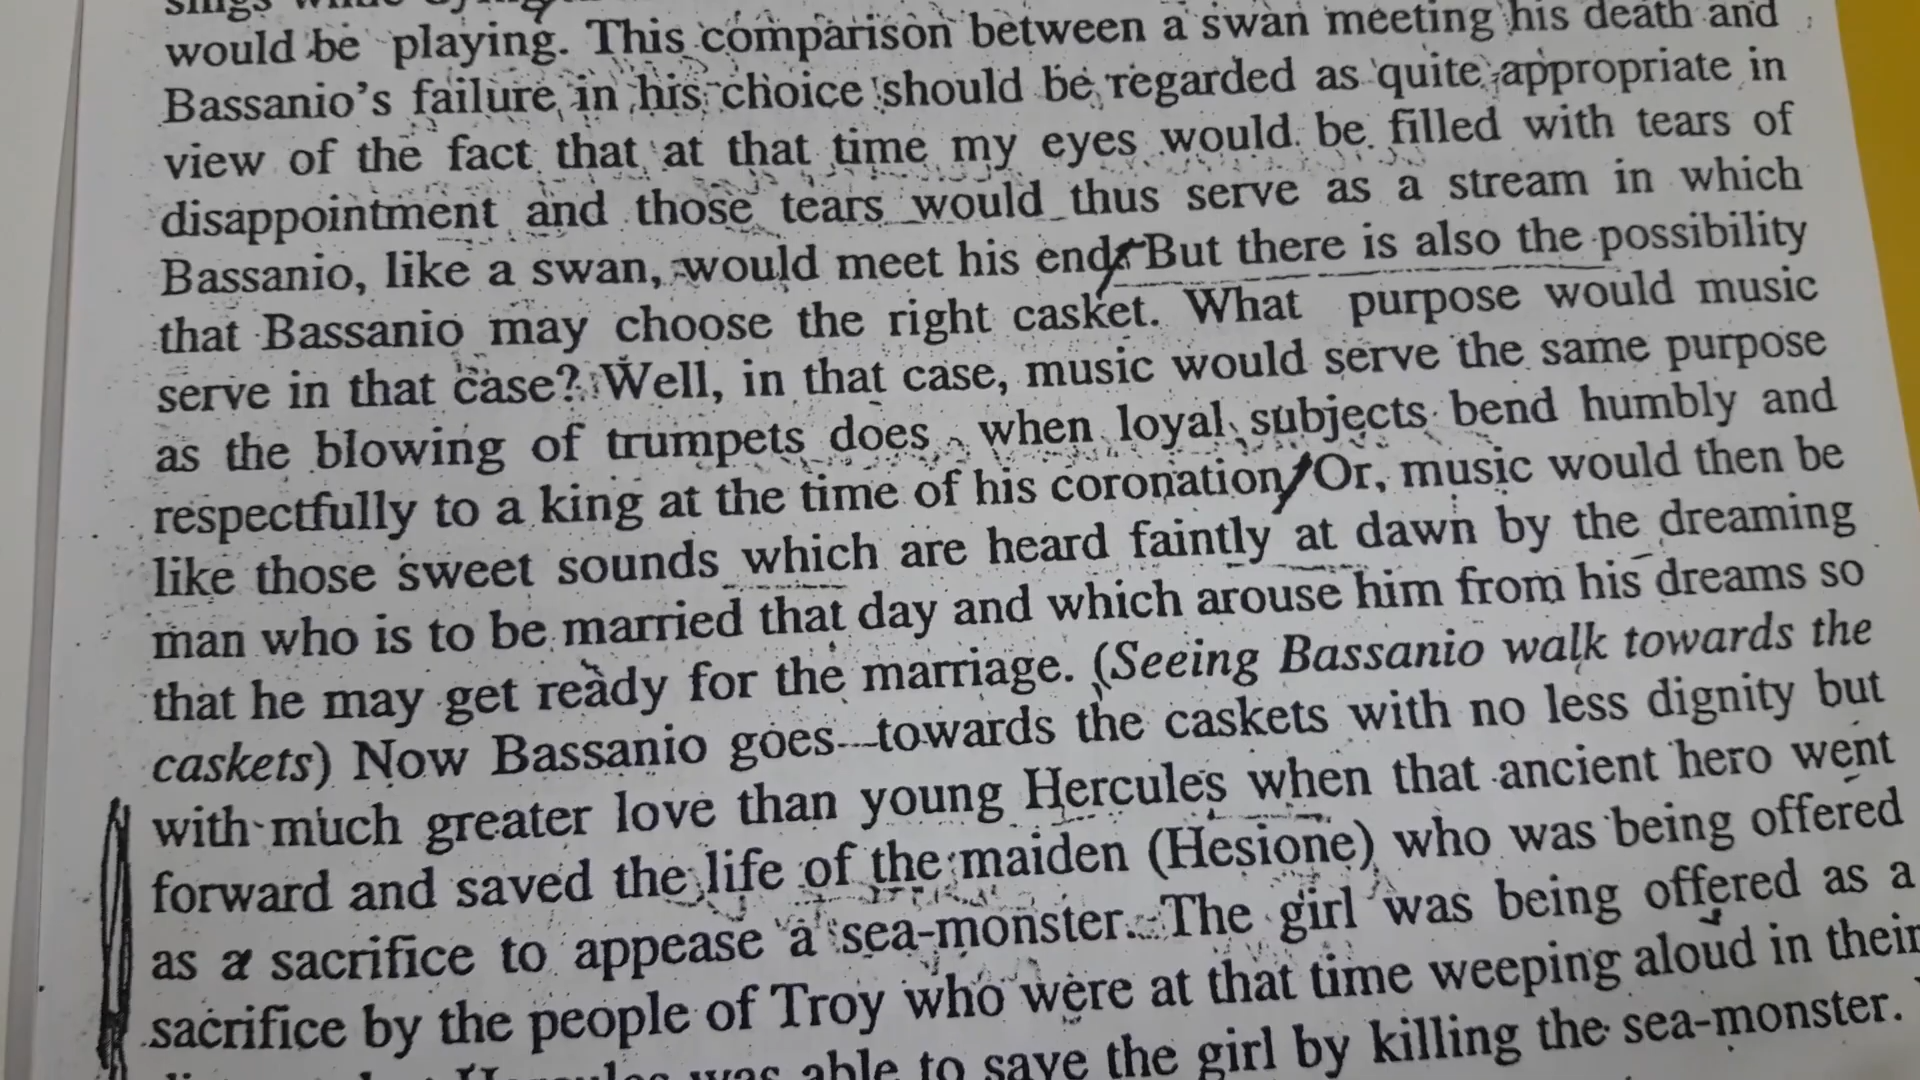 would be playing. This comparison between a swan meeting his death and
Bassanio's failure in his choice should be regarded as quite appropriate in
view of the fact that at that time my eyes would be filled with tears of
disappointment and those tears would thus serve as a stream in which
Bassanio, like a swan, would meet his end. But there is also the possibility
that Bassanio may choose the right casket. What purpose would music
serve in that case? Well, in that case, music would serve the same purpose
as the blowing of trumpets does when loyal subjects bend humbly and
respectfully to a king at the time of his coronation. Or, music would then be
like those sweet sounds which are heard faintly at dawn by the dreaming
man who is to be married that day and which arouse him from his dreams so
that he may get ready for the marriage. (Seeing Bassanio walk towards the
caskets) Now Bassanio goes towards the caskets with no less dignity but
with much greater love than young Hercules when that ancient hero went
forward and saved the life of the maiden (Hesione) who was being offered
as a sacrifice to appease a sea-monster. The girl was being offered as a
sacrifice by the people of Troy who were at that time weeping aloud in their
was able to save the girl by killing the sea-monster.